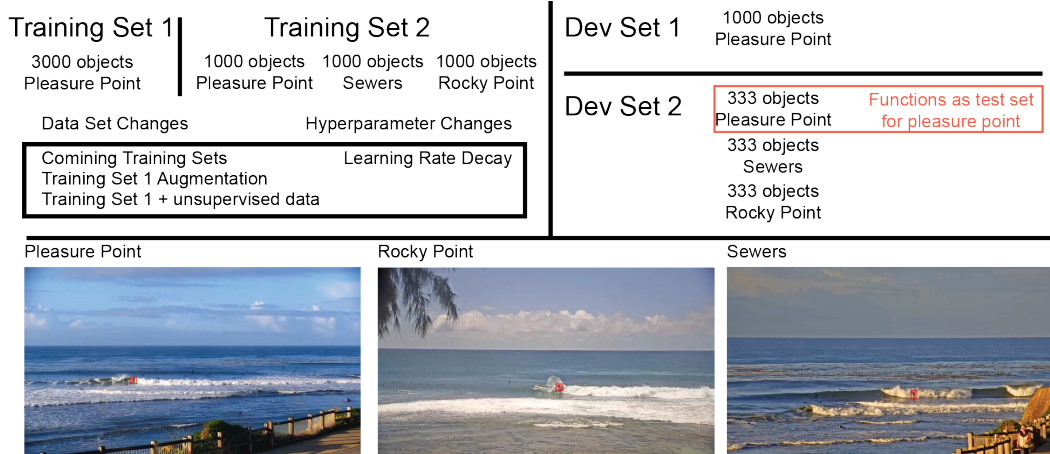 Training Set 1
3000 objects
Pleasure Point
Training Set 2
1000 objects
Pleasure Point
1000 objects
Sewers
1000 objects
Rocky Point
Data Set Changes
Hyperparameter Changes
Comining Training Sets
Training Set 1 Augmentation
Training Set 1 + unsupervised data
Learning Rate Decay
Dev Set 1
1000 objects
Pleasure Point
Dev Set 2
333 objects
Pleasure Point
Functions as test set
for pleasure point
333 objects
Sewers
333 objects
Rocky Point
Pleasure Point
Rocky Point
Sewers